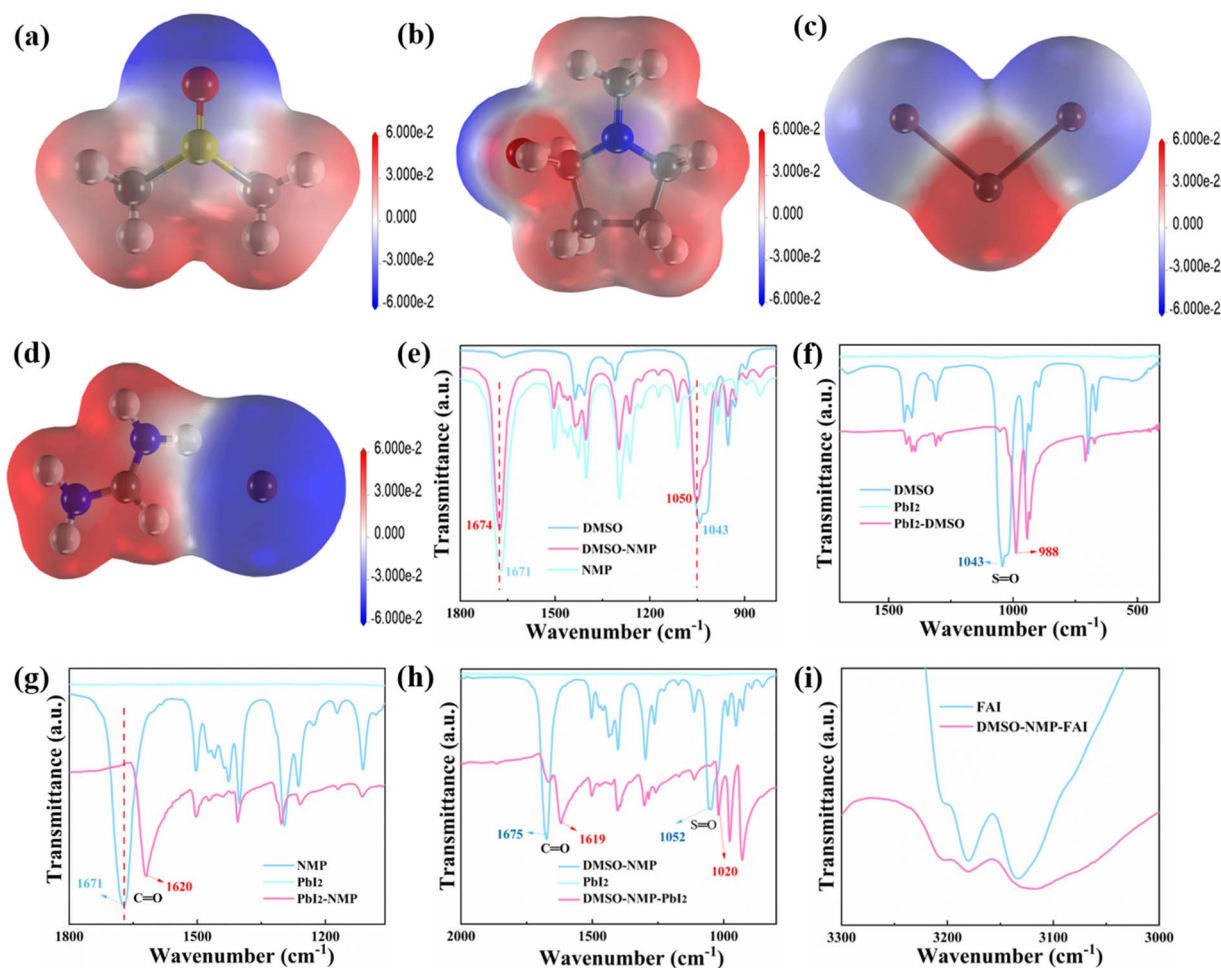 (a)
6.000e-2
3.000e-2
0.000
-3.000e-2
-6.000e-2
(b)
6.000e-2
3.000e-2
0.000
-3.000e-2
-6.000e-2
(c)
6.000e-2
3.000e-2
0.000
-3.000e-2
-6.000e-2
(d)
6.000e-2
3.000e-2
0.000
-3.000e-2
-6.000e-2
(e)
Transmittance (a.u.)
1674
1671
1050
1043
DMSO
DMSO-NMP
NMP
1800 1500 1200 900
Wavenumber (cm⁻¹)
(f)
Transmittance (a.u.)
DMSO
PbI2
PbI2-DMSO
1043
988
S=O
1500 1000 500
Wavenumber (cm⁻¹)
(g)
Transmittance (a.u.)
1671
1620
C=O
NMP
PbI2
PbI2-NMP
1800 1500 1200
Wavenumber (cm⁻¹)
(h)
Transmittance (a.u.)
1675
C=O
1619
1052
S=O
1020
DMSO-NMP
PbI2
DMSO-NMP-PbI2
2000 1500 1000
Wavenumber (cm⁻¹)
(i)
Transmittance (a.u.)
FAI
DMSO-NMP-FAI
3300 3200 3100 3000
Wavenumber (cm⁻¹)